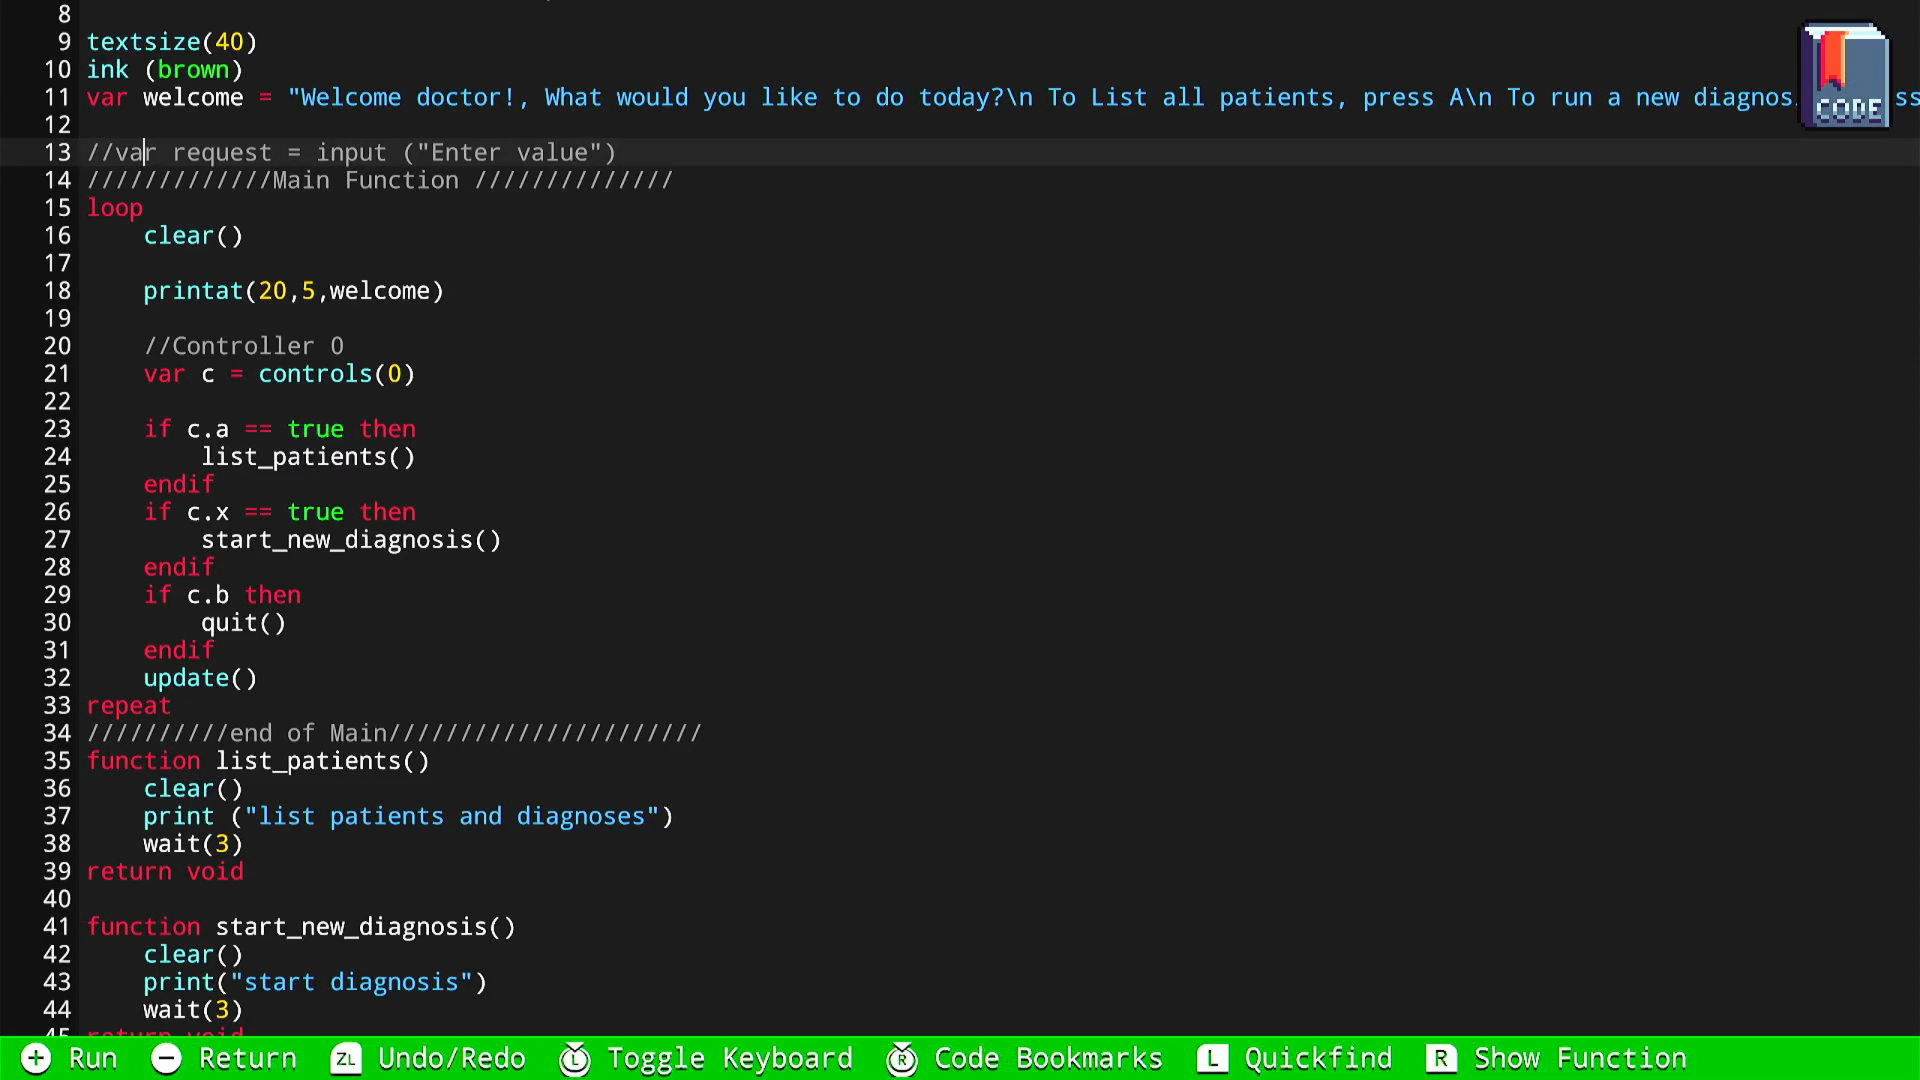 8
9 textsize(40)
10 ink (brown)
11 var welcome = "Welcome doctor!, What would you like to do today?\n To List all patients, press A\n To run a new diagnos
CODE
12
13 //var request = input ("Enter value")
14 /////////////Main Function //////////////
15 loop
16 clear()
17
18 printat(20,5,welcome)
19
20 //Controller 0
21 var c = controls(0)
22
23 if c.a == true then
24 list_patients()
25 endif
26 if c.x == true then
27 start_new_diagnosis()
28 endif
29 if c.b then
30 quit()
31 endif
32 update()
33 repeat
34 //////////end of Main//////////////////////
35 function list_patients()
36 clear()
37 print ("list patients and diagnoses")
38 wait(3)
39 return void
40
41 function start_new_diagnosis()
42 clear()
43 print("start diagnosis")
44 wait(3)
45 return void
+ Run - Return ZL Undo/Redo L Toggle Keyboard R Code Bookmarks L Quickfind R Show Function